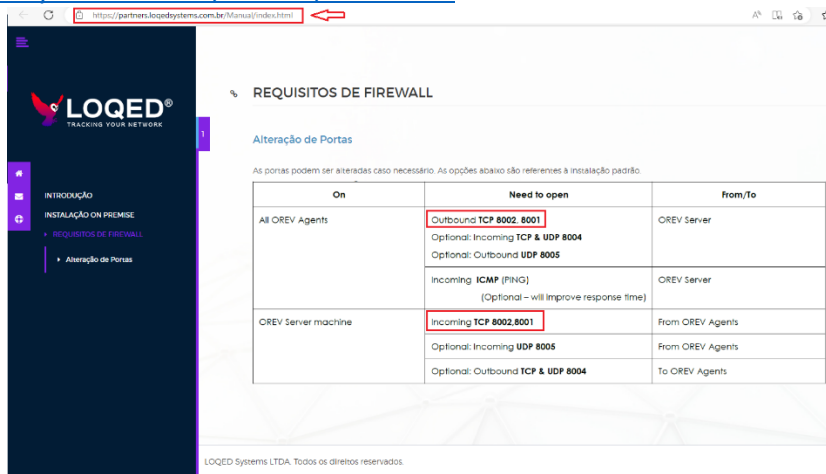 https://partners.loqedsystems.com.br/Manual/index.html
LOQED®
TRACKING YOUR NETWORK
INTRODUÇÃO
INSTALAÇÃO ON PREMISE
REQUISITOS DE FIREWALL
Alteração de Portas
1
REQUISITOS DE FIREWALL
Alteração de Portas
As portas podem ser alteradas caso necessário. As opções abaixo são referentes à instalação padrão.
On Need to open From/To
All OREV Agents Outbound TCP 8002, 8001 OREV Server
Optional: Incoming TCP & UDP 8004
Optional: Outbound UDP 8005
Incoming ICMP (PING) OREV Server
(Optional – will improve response time)
OREV Server machine Incoming TCP 8002,8001 From OREV Agents
Optional: Incoming UDP 8005 From OREV Agents
Optional: Outbound TCP & UDP 8004 To OREV Agents
LOQED Systems LTDA. Todos os direitos reservados.